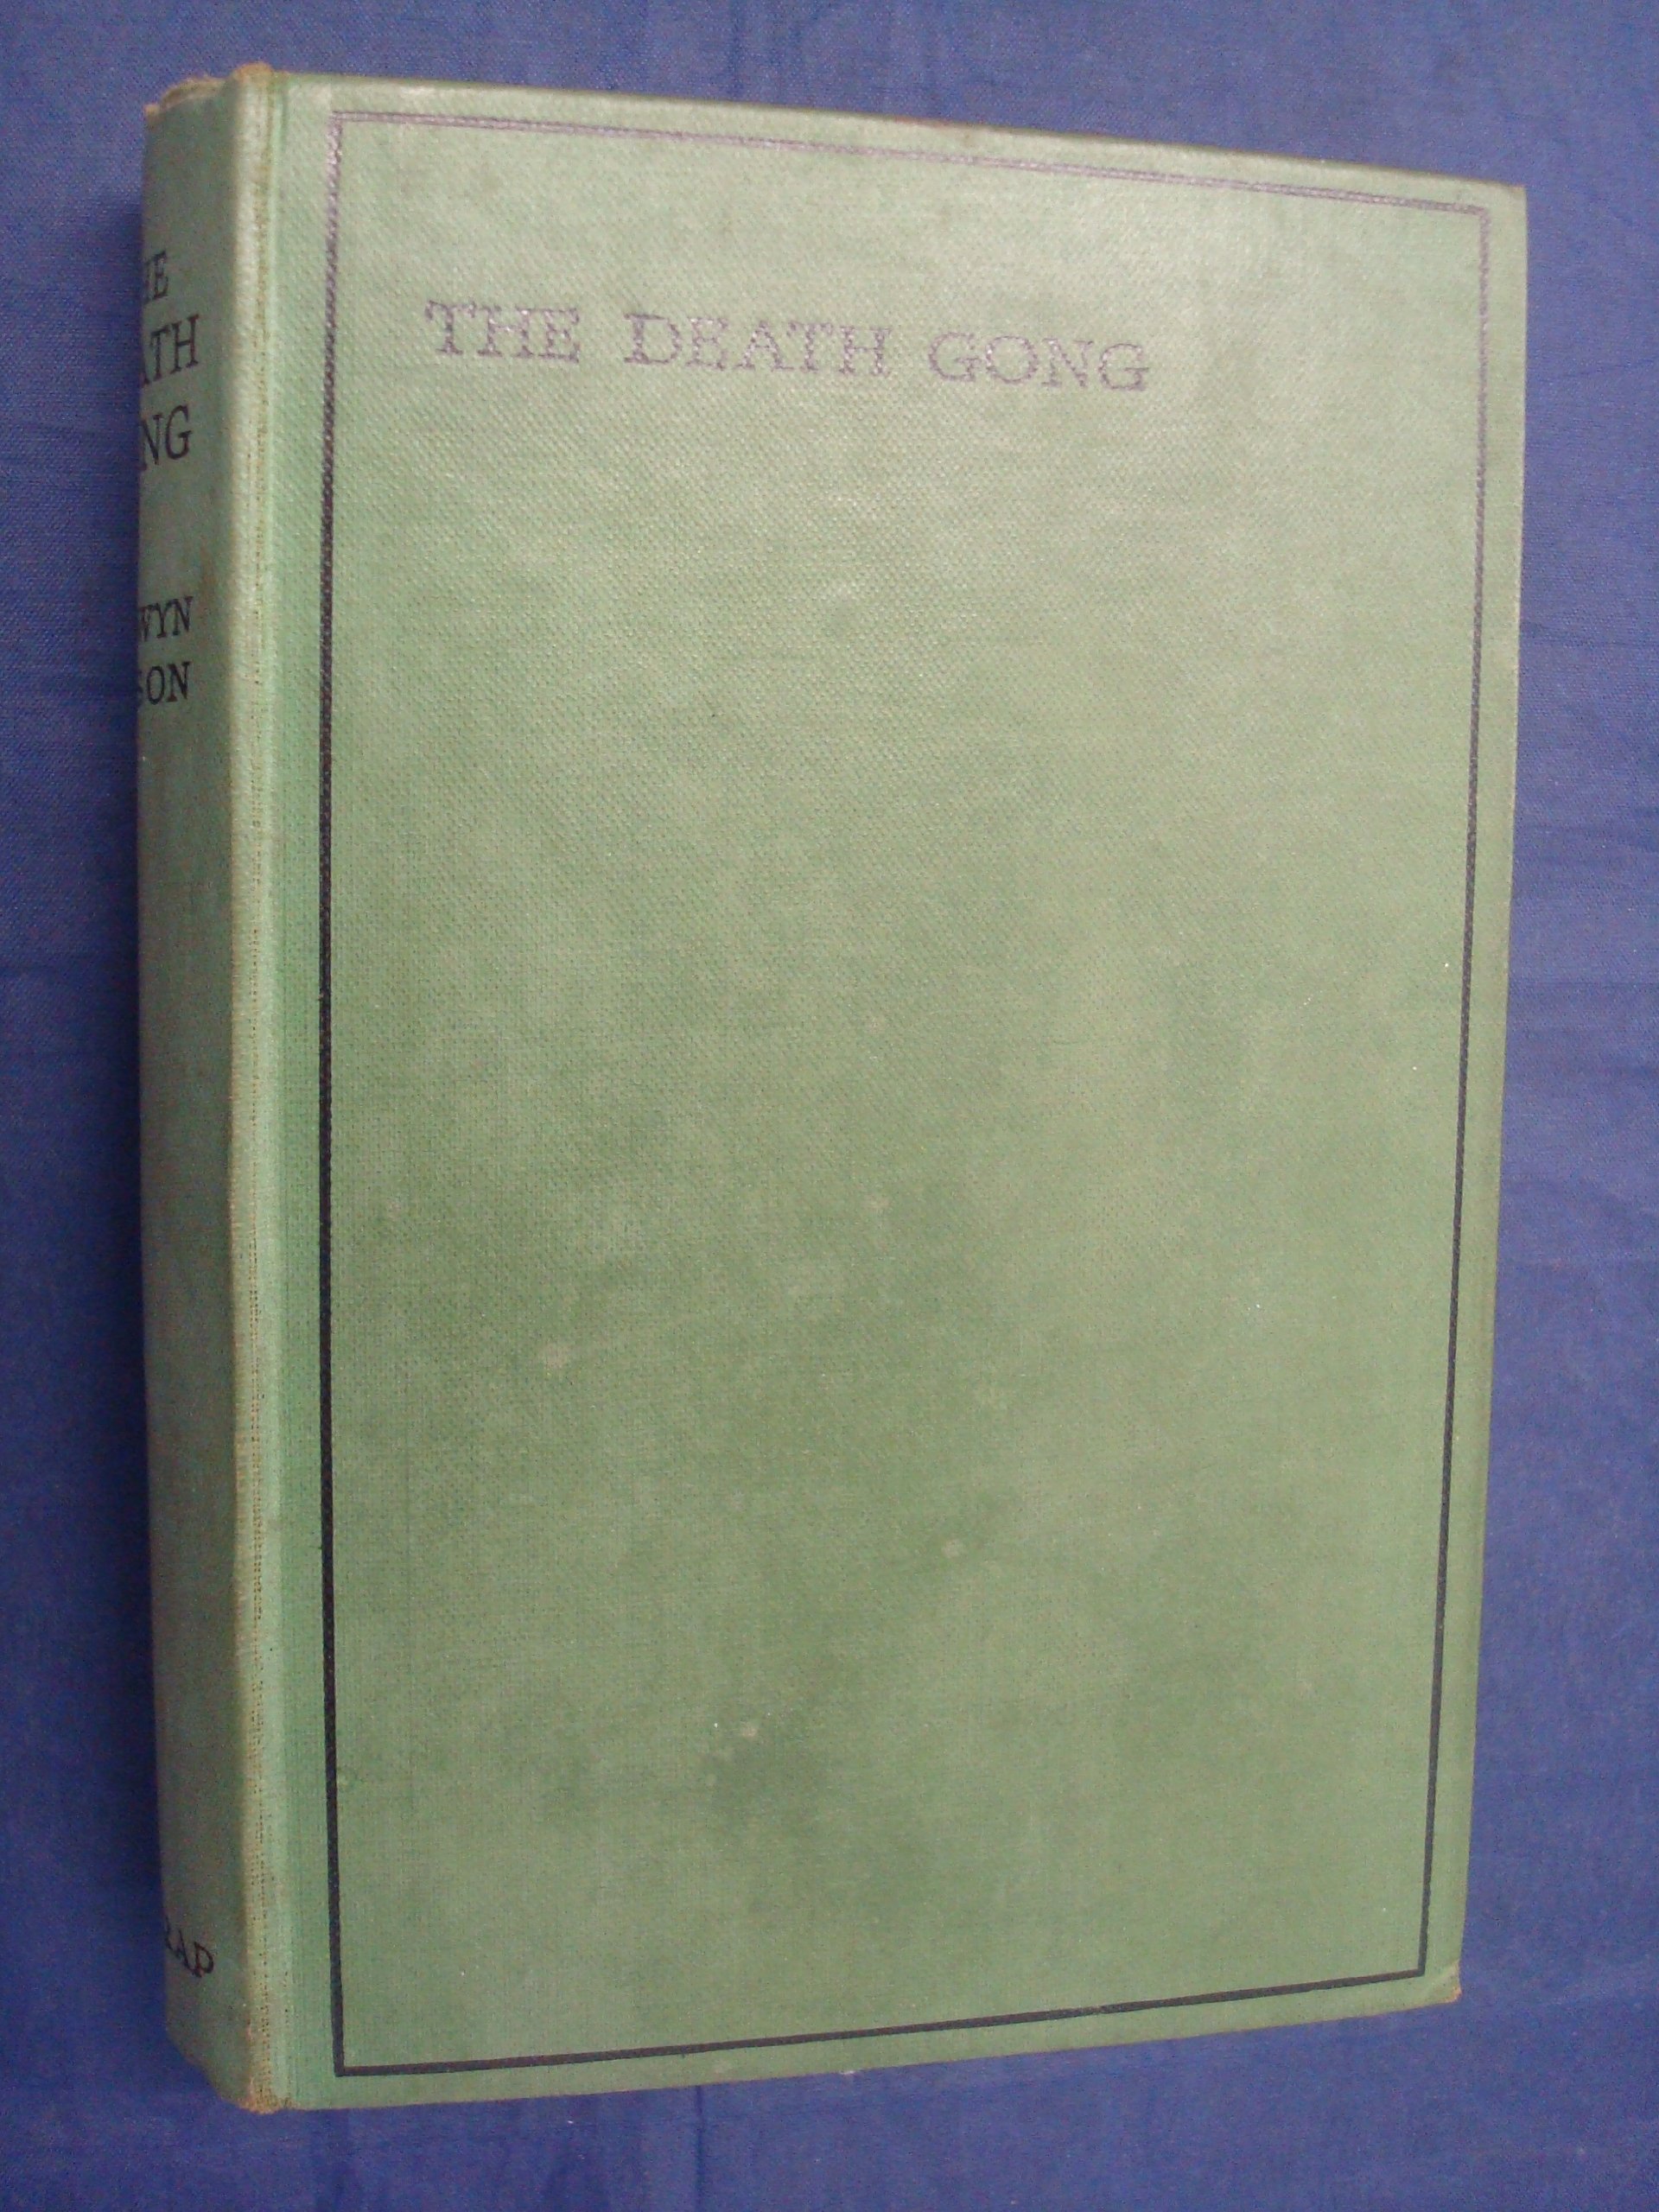 THE DEATH GONG
HE
ATH
NG
WYN
SON
RAP